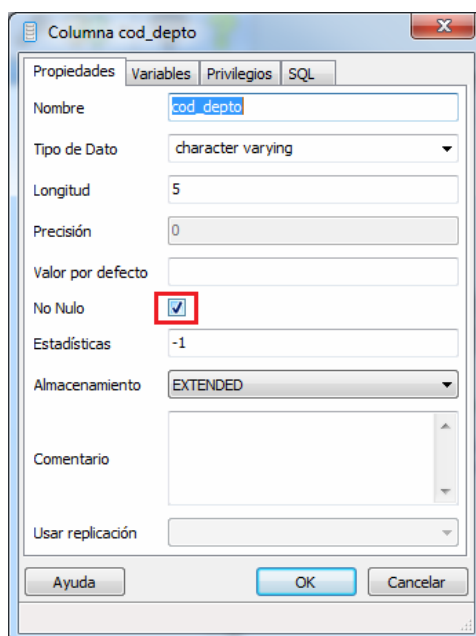 Columna cod_depto
Propiedades Variables Privilegios SQL
Nombre cod_depto
Tipo de Dato character varying
Longitud 5
Precisión 0
Valor por defecto
No Nulo
Estadísticas -1
Almacenamiento EXTENDED
Comentario
Usar replicación
Ayuda OK Cancelar